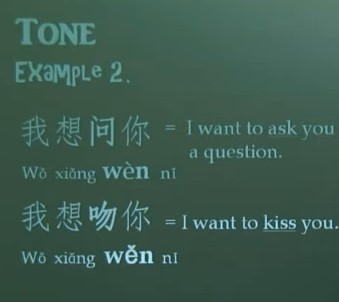 TONE
Example 2.
我想问你 = I want to ask you
a question.
Wǒ xiǎng wèn nǐ
我想吻你 = I want to kiss you.
Wǒ xiǎng wěn nǐ